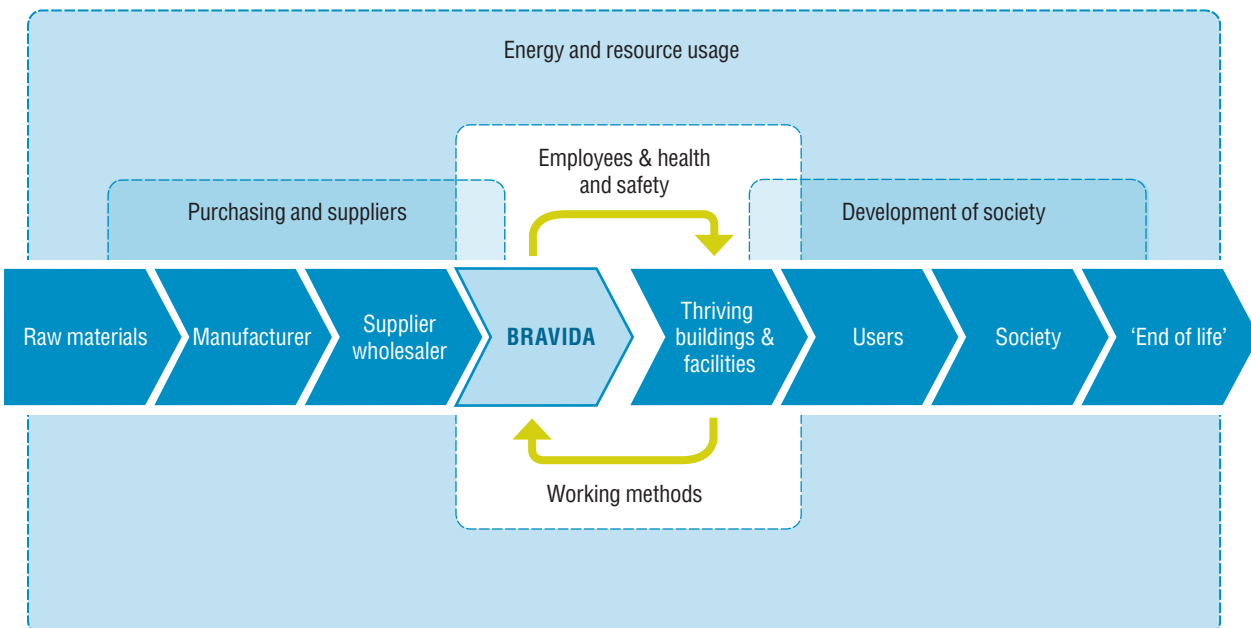 Energy and resource usage
Employees & health
and safety
Purchasing and suppliers
Development of society
Raw materials
Manufacturer
Supplier
wholesaler
BRAVIDA
Thriving
buildings &
facilities
Users
Society
'End of life'
Working methods